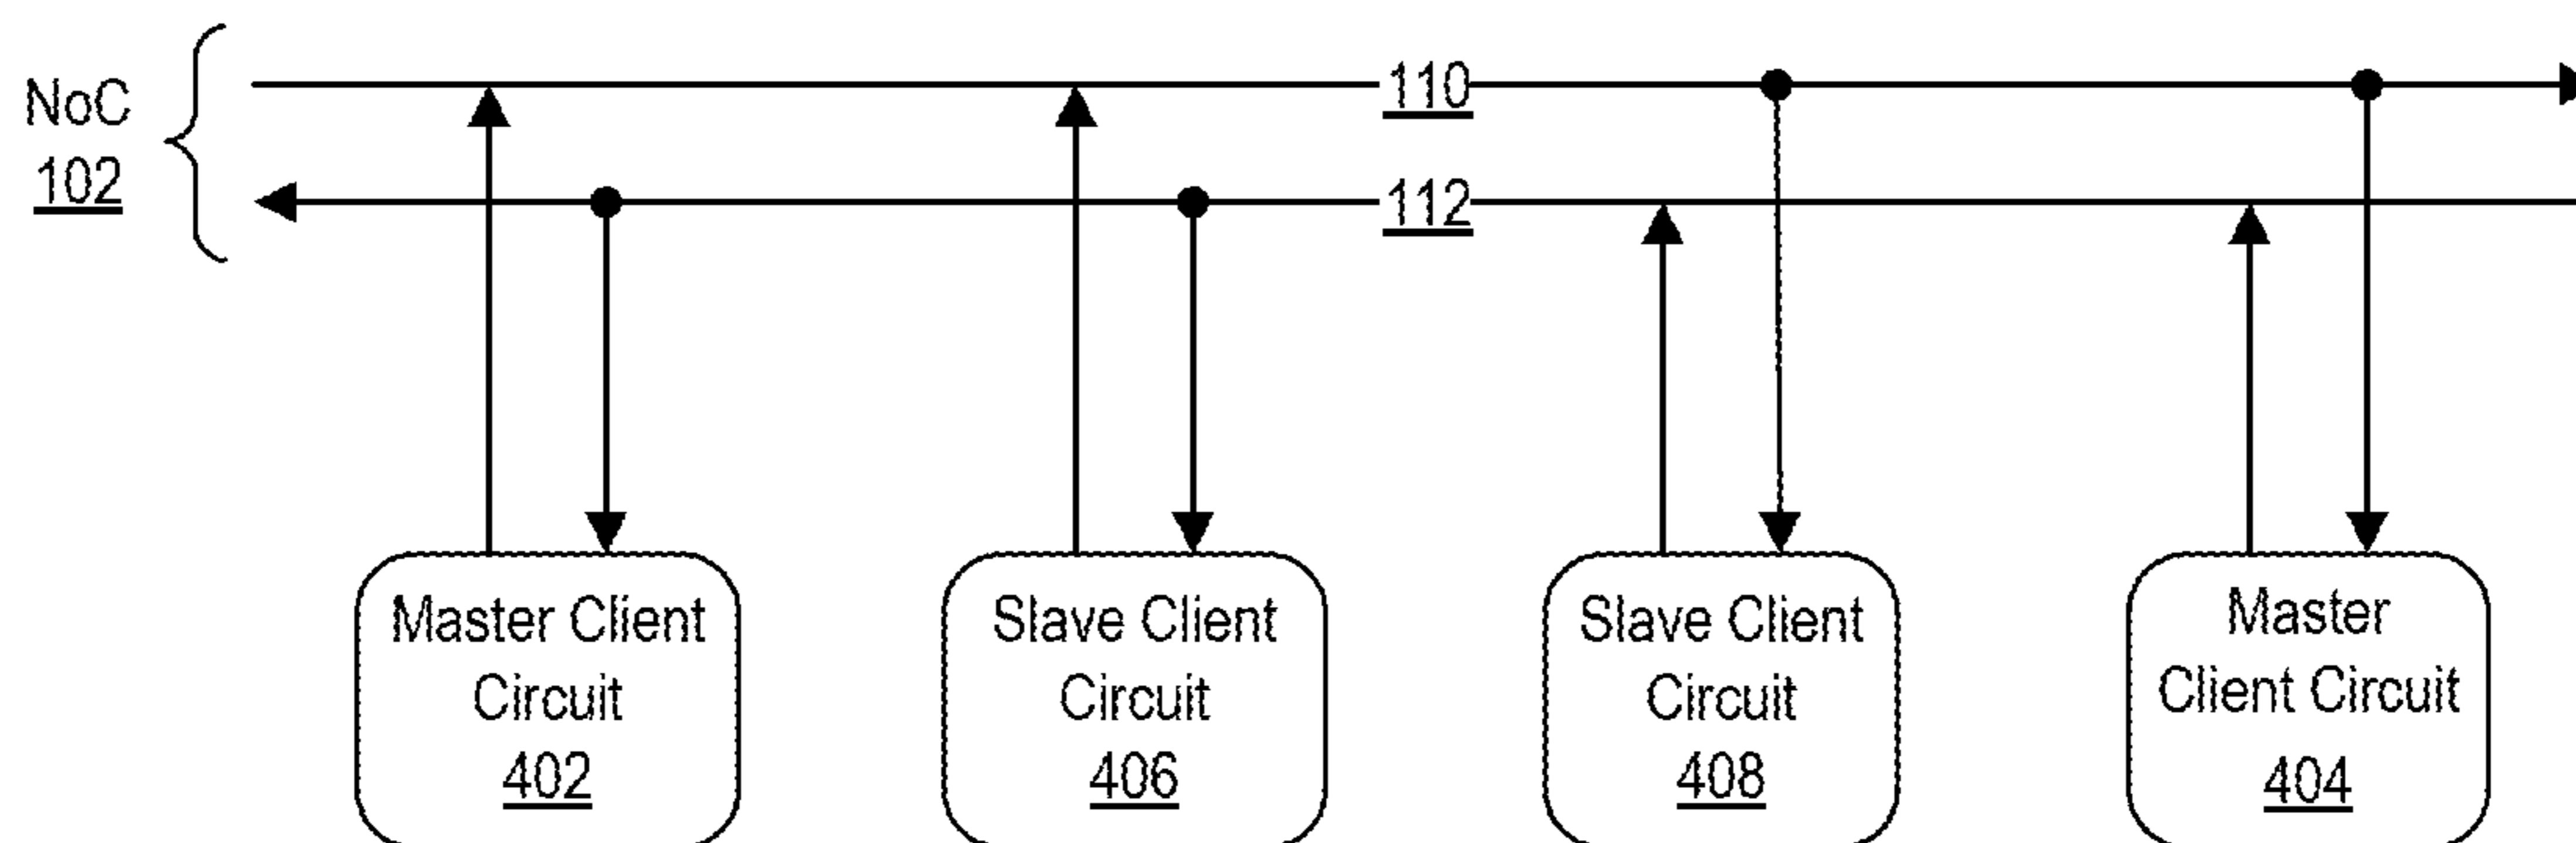 NoC
102
110
112
Master Client
Circuit
402
Slave Client
Circuit
406
Slave Client
Circuit
408
Master
Client Circuit
404